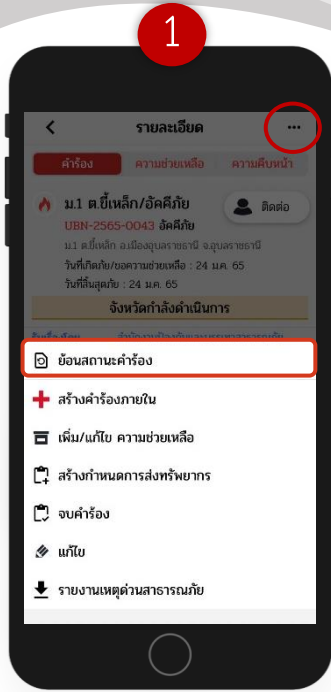 1
รายละเอียด
คำร้อง ความช่วยเหลือ ความคืบหน้า
ม.1 ต.ขี้เหล็ก/อัคคีภัย
ติดต่อ
UBN-2565-0043 อัคคีภัย
ม.1 ต.ขี้เหล็ก อ.เมืองอุบลราชธานี จ.อุบลราชธานี
วันที่เกิดภัย/ขอความช่วยเหลือ : 24 ม.ค. 65
วันที่สิ้นสุดภัย : 24 ม.ค. 65
จังหวัดกำลังดำเนินการ
ย้อนสถานะคำร้อง
สร้างคำร้องภายใน
เพิ่ม/แก้ไข ความช่วยเหลือ
สร้างกำหนดการส่งทรัพยากร
จบคำร้อง
แก้ไข
รายงานเหตุด่วนสาธารณภัย